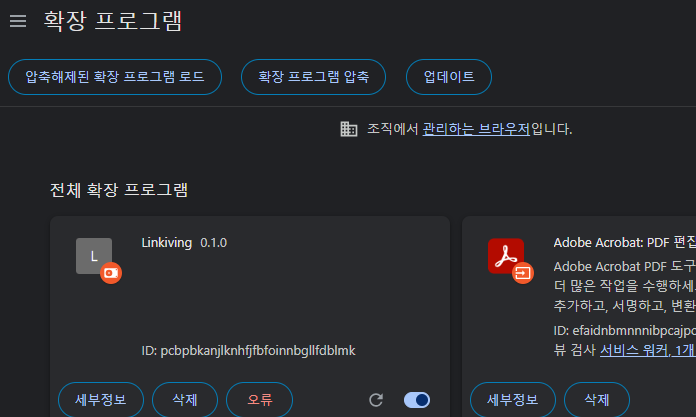 확장 프로그램
압축해제된 확장 프로그램 로드
확장 프로그램 압축
업데이트
조직에서 관리하는 브라우저입니다.
전체 확장 프로그램
L
Linkiving 0.1.0
ID: pcbpbkanjlknhfjfbfoinnbgllfdblmk
세부정보
삭제
오류
Adobe Acrobat: PDF 편집
Adobe Acrobat PDF 도구
더 많은 작업을 수행하세.
추가하고, 서명하고, 변환
ID: efaidnbmnnnibpcajpc
뷰 검사 서비스 워커, 1개
세부정보
삭제